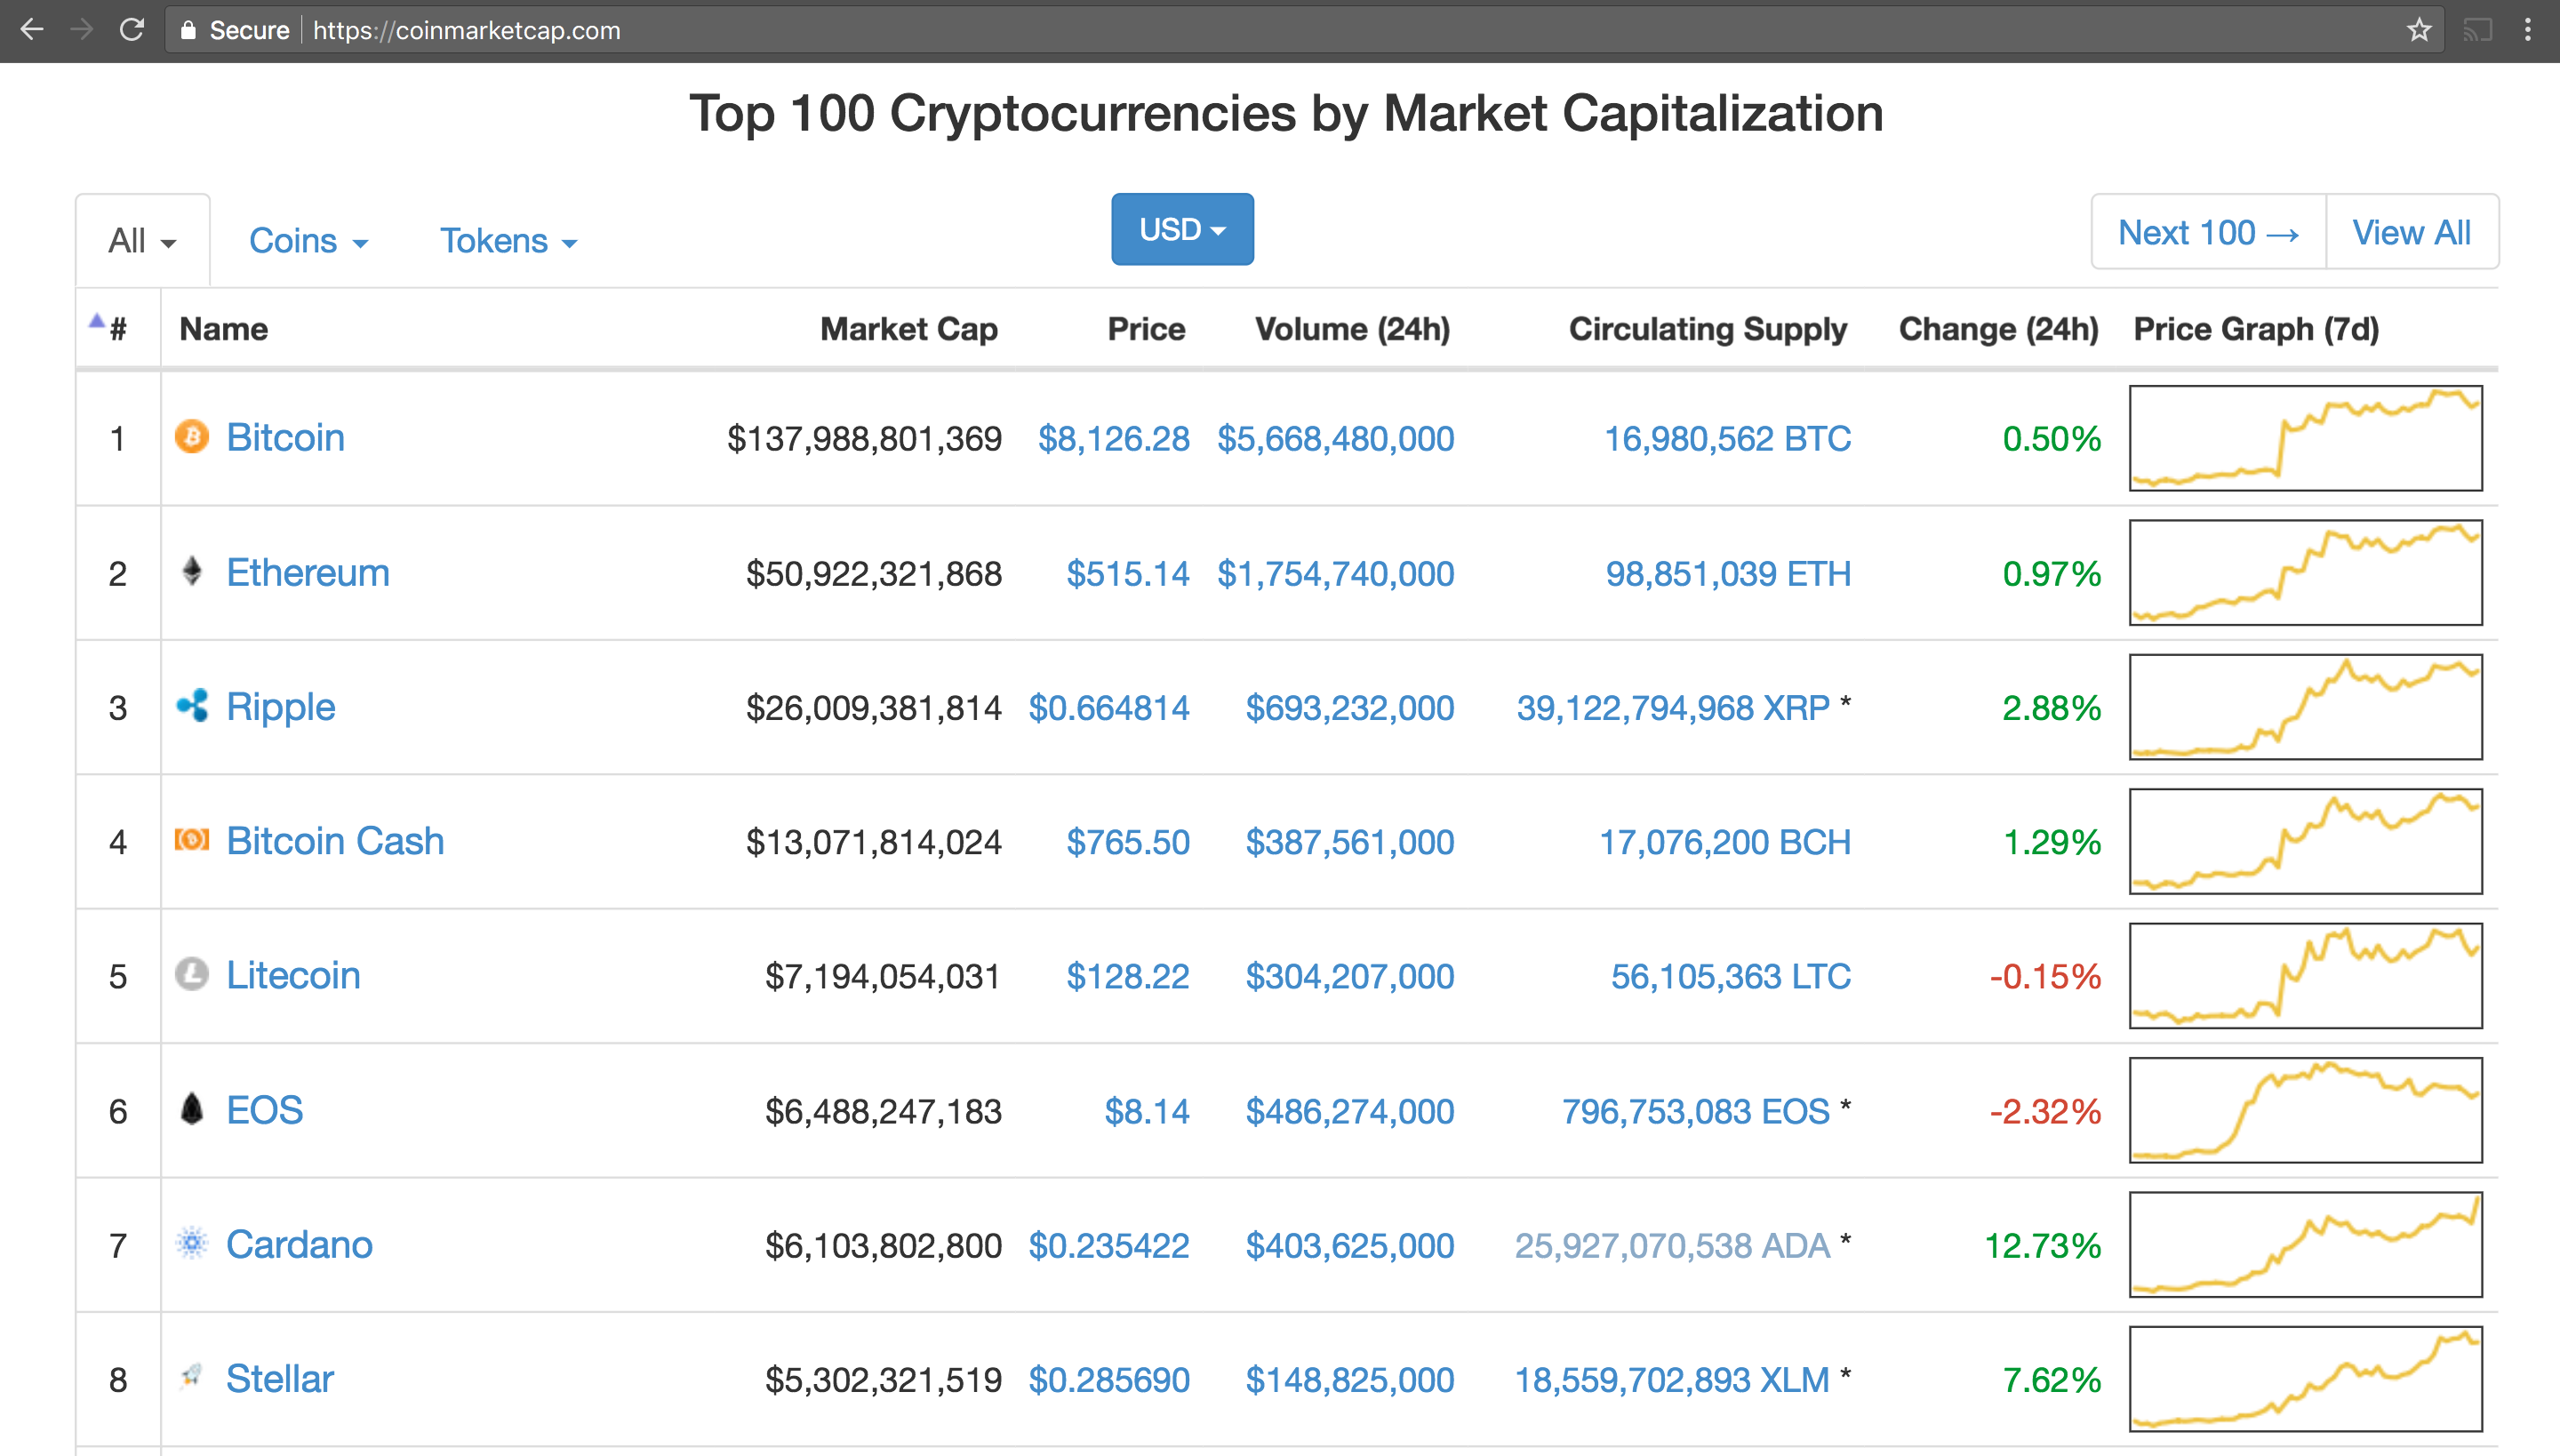 Secure https://coinmarketcap.com
Top 100 Cryptocurrencies by Market Capitalization
All Coins Tokens USD Next 100 → View All
# Name Market Cap Price Volume (24h) Circulating Supply Change (24h) Price Graph (7d)
1 Bitcoin $137,988,801,369 $8,126.28 $5,668,480,000 16,980,562 BTC 0.50%
2 Ethereum $50,922,321,868 $515.14 $1,754,740,000 98,851,039 ETH 0.97%
3 Ripple $26,009,381,814 $0.664814 $693,232,000 39,122,794,968 XRP * 2.88%
4 Bitcoin Cash $13,071,814,024 $765.50 $387,561,000 17,076,200 BCH 1.29%
5 Litecoin $7,194,054,031 $128.22 $304,207,000 56,105,363 LTC -0.15%
6 EOS $6,488,247,183 $8.14 $486,274,000 796,753,083 EOS * -2.32%
7 Cardano $6,103,802,800 $0.235422 $403,625,000 25,927,070,538 ADA * 12.73%
8 Stellar $5,302,321,519 $0.285690 $148,825,000 18,559,702,893 XLM * 7.62%